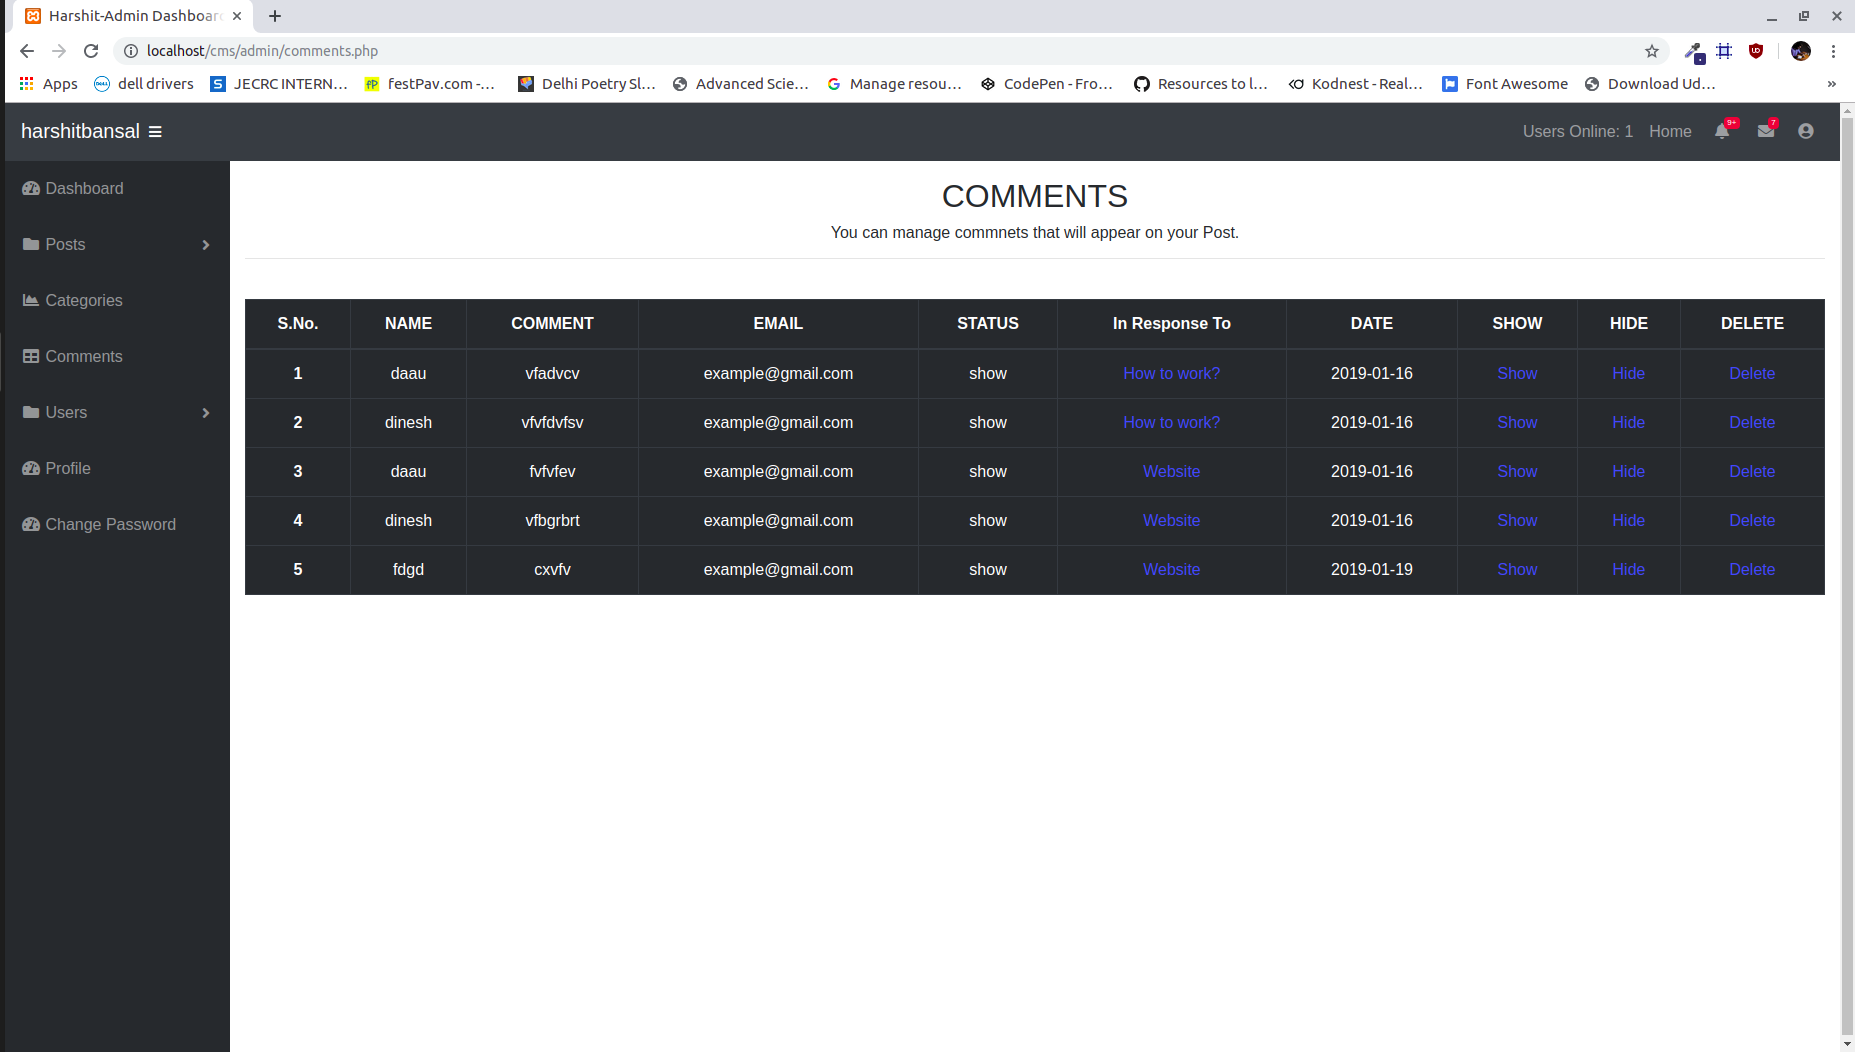 Harshit-Admin Dashboar
localhost/cms/admin/comments.php
Apps dell drivers JECRC INTERN... festPav.com -... Delhi Poetry Sl... Advanced Scie... Manage resou... CodePen - Fro... Resources to l... Kodnest - Real... Font Awesome Download Ud... »
harshitbansal Users Online: 1 Home 9+ 7
Dashboard
Posts
Categories
Comments
Users
Profile
Change Password
COMMENTS
You can manage commnets that will appear on your Post.
S.No. NAME COMMENT EMAIL STATUS In Response To DATE SHOW HIDE DELETE
1 daau vfadvcv example@gmail.com show How to work? 2019-01-16 Show Hide Delete
2 dinesh vfvfdvfsv example@gmail.com show How to work? 2019-01-16 Show Hide Delete
3 daau fvfvfev example@gmail.com show Website 2019-01-16 Show Hide Delete
4 dinesh vfbgrbrt example@gmail.com show Website 2019-01-16 Show Hide Delete
5 fdgd cxvfv example@gmail.com show Website 2019-01-19 Show Hide Delete